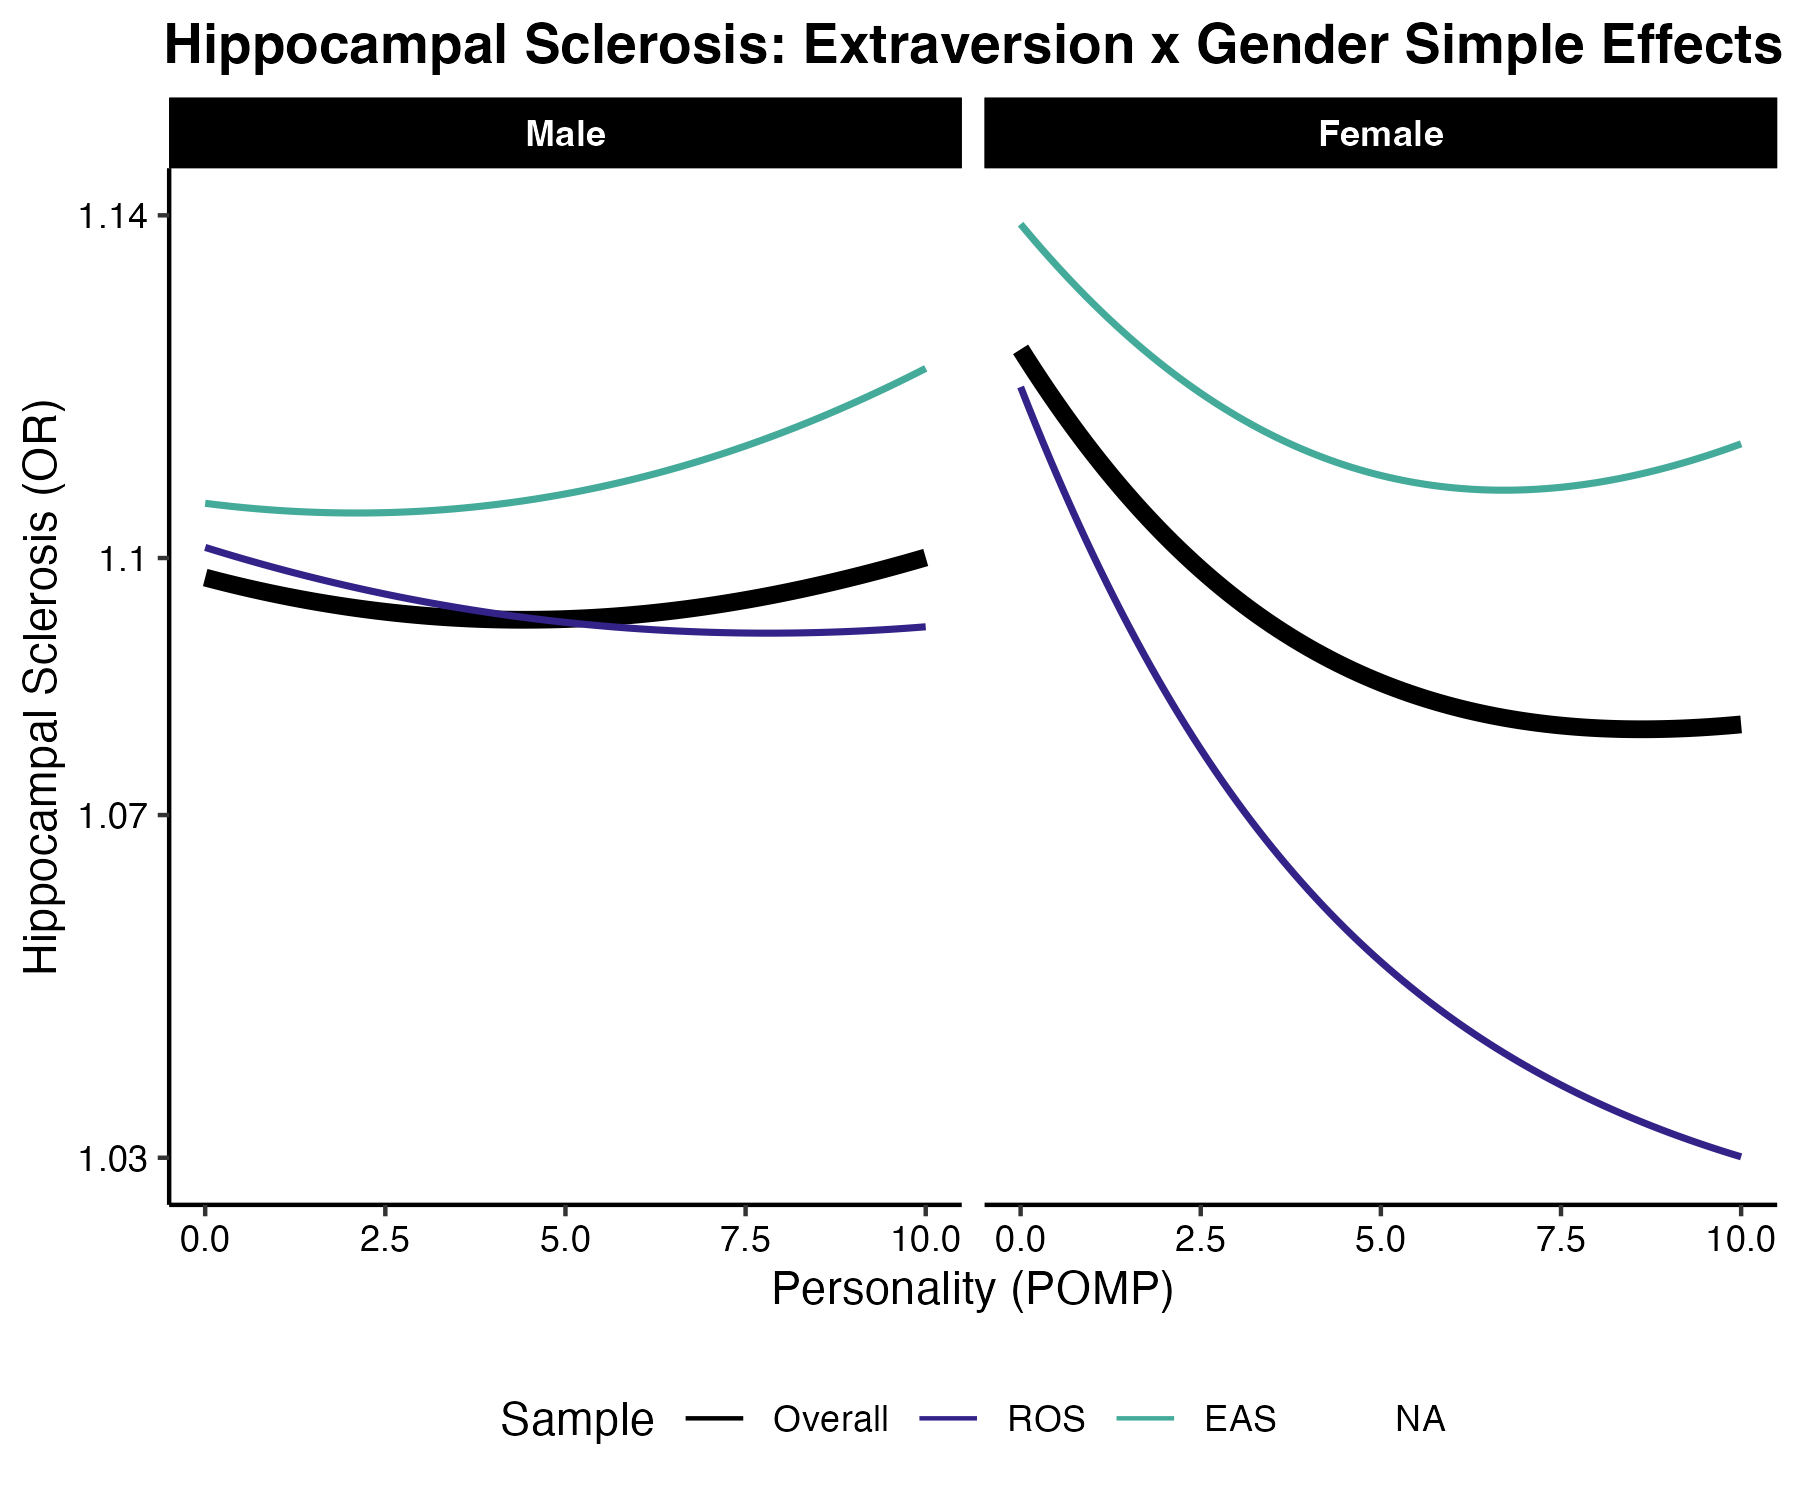 Hippocampal Sclerosis: Extraversion x Gender Simple Effects
Male Female
Hippocampal Sclerosis (OR)
1.14
1.1
1.07
1.03
0.0 2.5 5.0 7.5 10.0 0.0 2.5 5.0 7.5 10.0
Personality (POMP)
Sample Overall ROS EAS NA